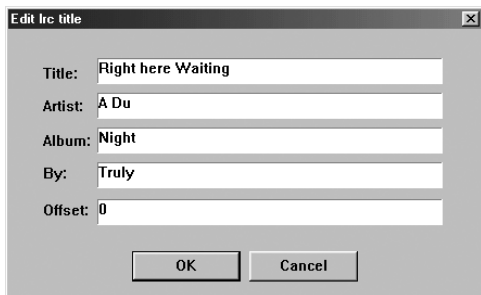 Edit lrc title
Title: Right here Waiting
Artist: A Du
Album: Night
By: Truly
Offset: 0
OK Cancel